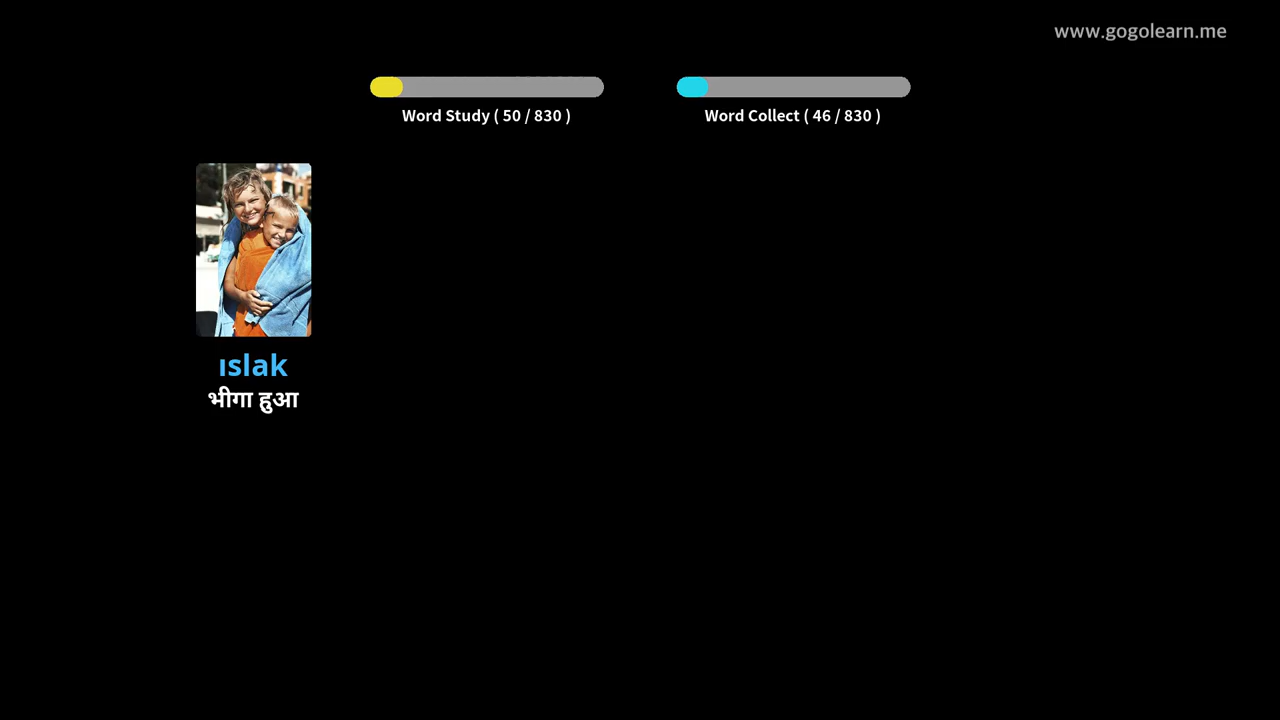 www.gogolearn.me
Word Study ( 50 / 830 )
Word Collect ( 46 / 830 )
ıslak
भीगा हुआ